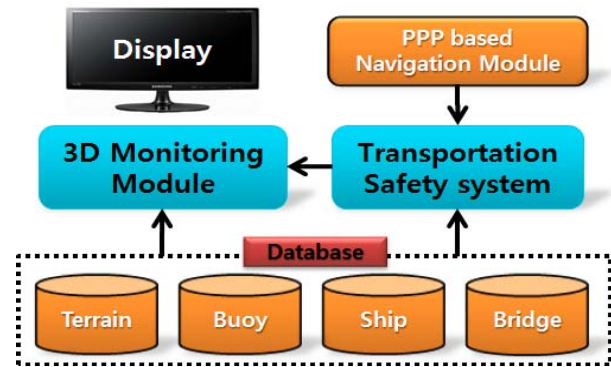 Display
PPP based
Navigation Module
3D Monitoring
Module
Transportation
Safety system
Database
Terrain
Buoy
Ship
Bridge